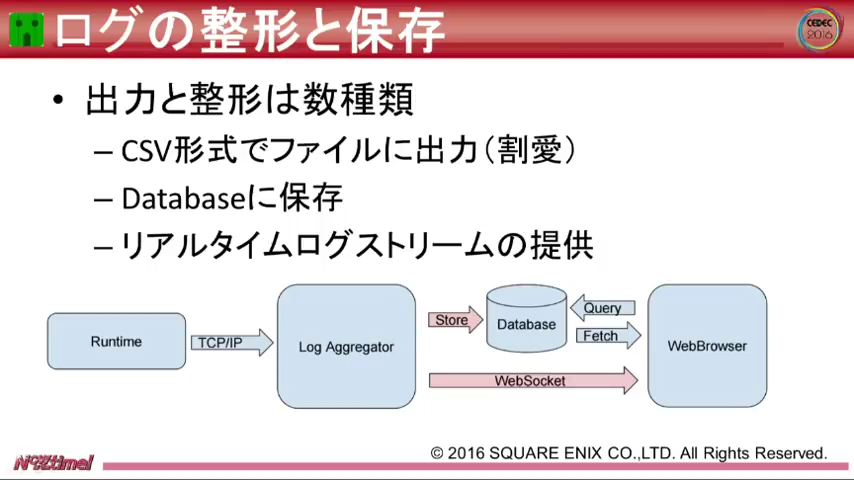 ログの整形と保存
CEDEC
2016
• 出力と整形は数種類
– CSV形式でファイルに出力（割愛）
– Databaseに保存
– リアルタイムログストリームの提供
Runtime
TCP/IP
Log Aggregator
Store
Database
Query
Fetch
WebSocket
WebBrowser
© 2016 SQUARE ENIX CO.,LTD. All Rights Reserved.